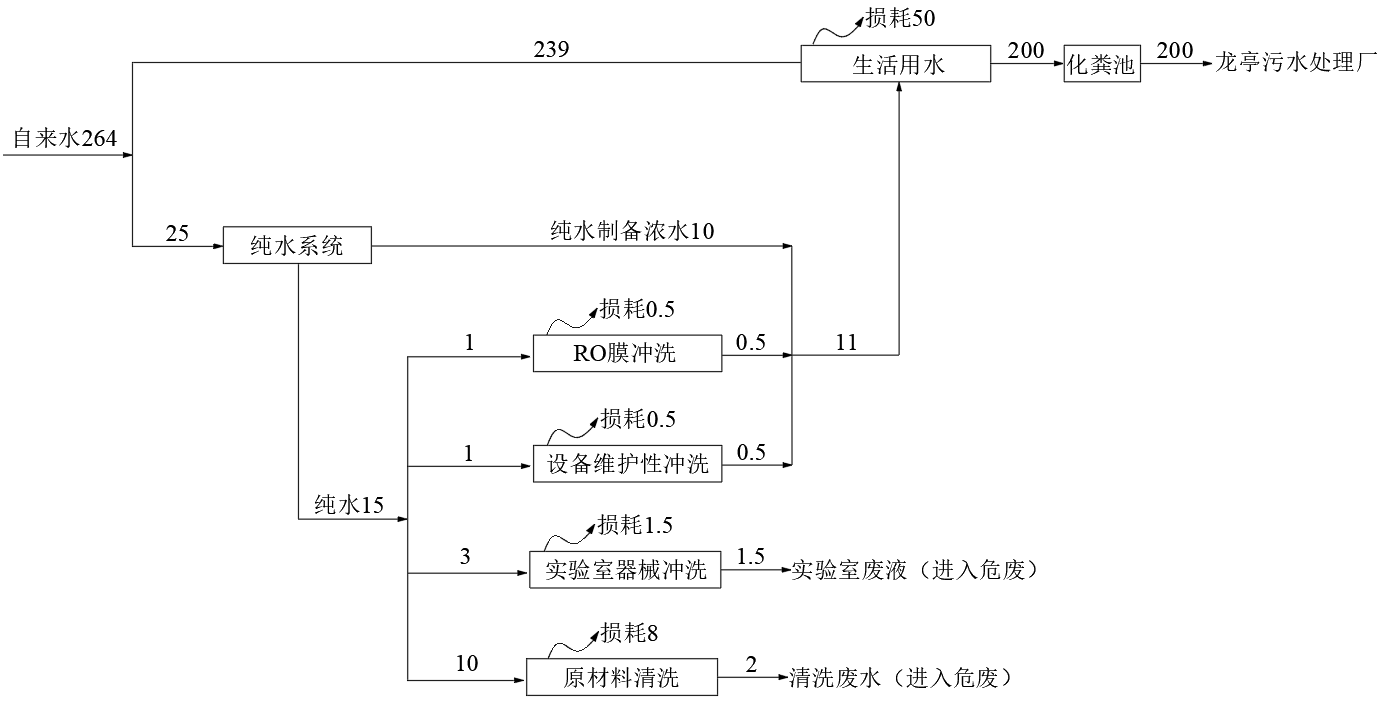 损耗50
239
生活用水
200
化粪池
200
龙亭污水处理厂
自来水264
25
纯水系统
纯水制备浓水10
损耗0.5
1
RO膜冲洗
0.5
11
损耗0.5
1
设备维护性冲洗
0.5
纯水15
损耗1.5
3
实验室器械冲洗
1.5
实验室废液（进入危废）
损耗8
10
原材料清洗
2
清洗废水（进入危废）